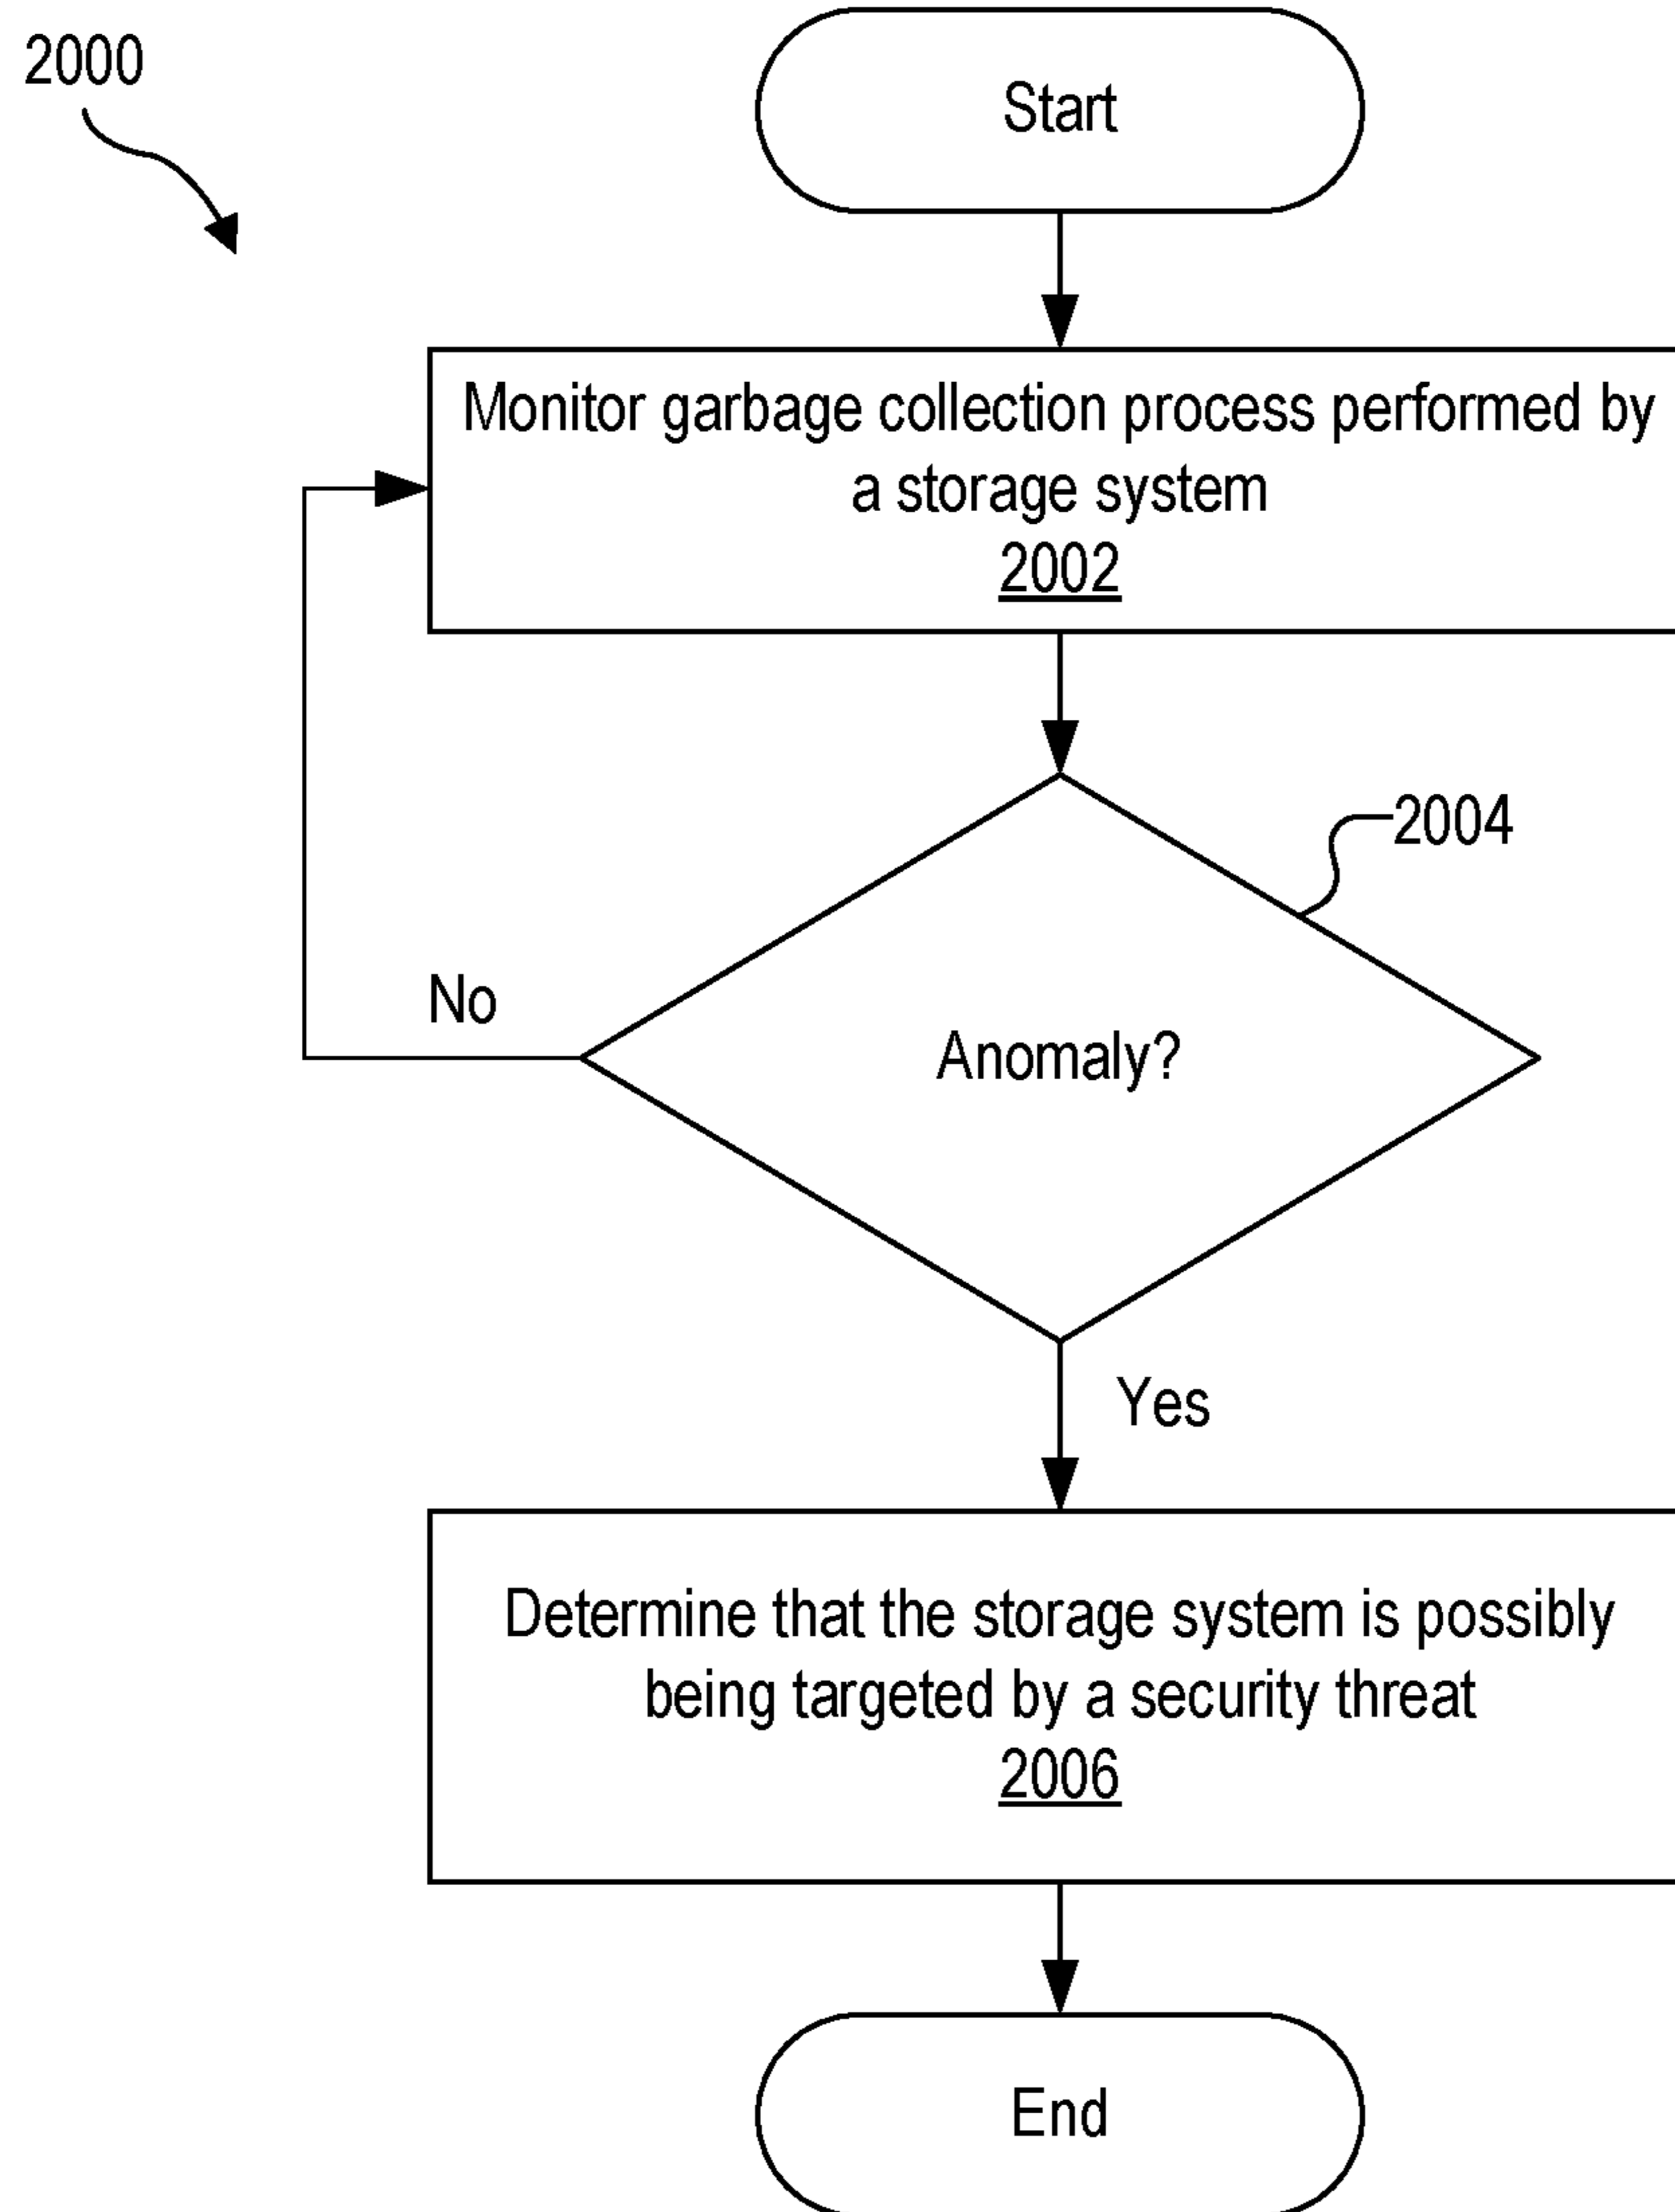 2000
Start
Monitor garbage collection process performed by
a storage system
2002
2004
No
Anomaly?
Yes
Determine that the storage system is possibly
being targeted by a security threat
2006
End